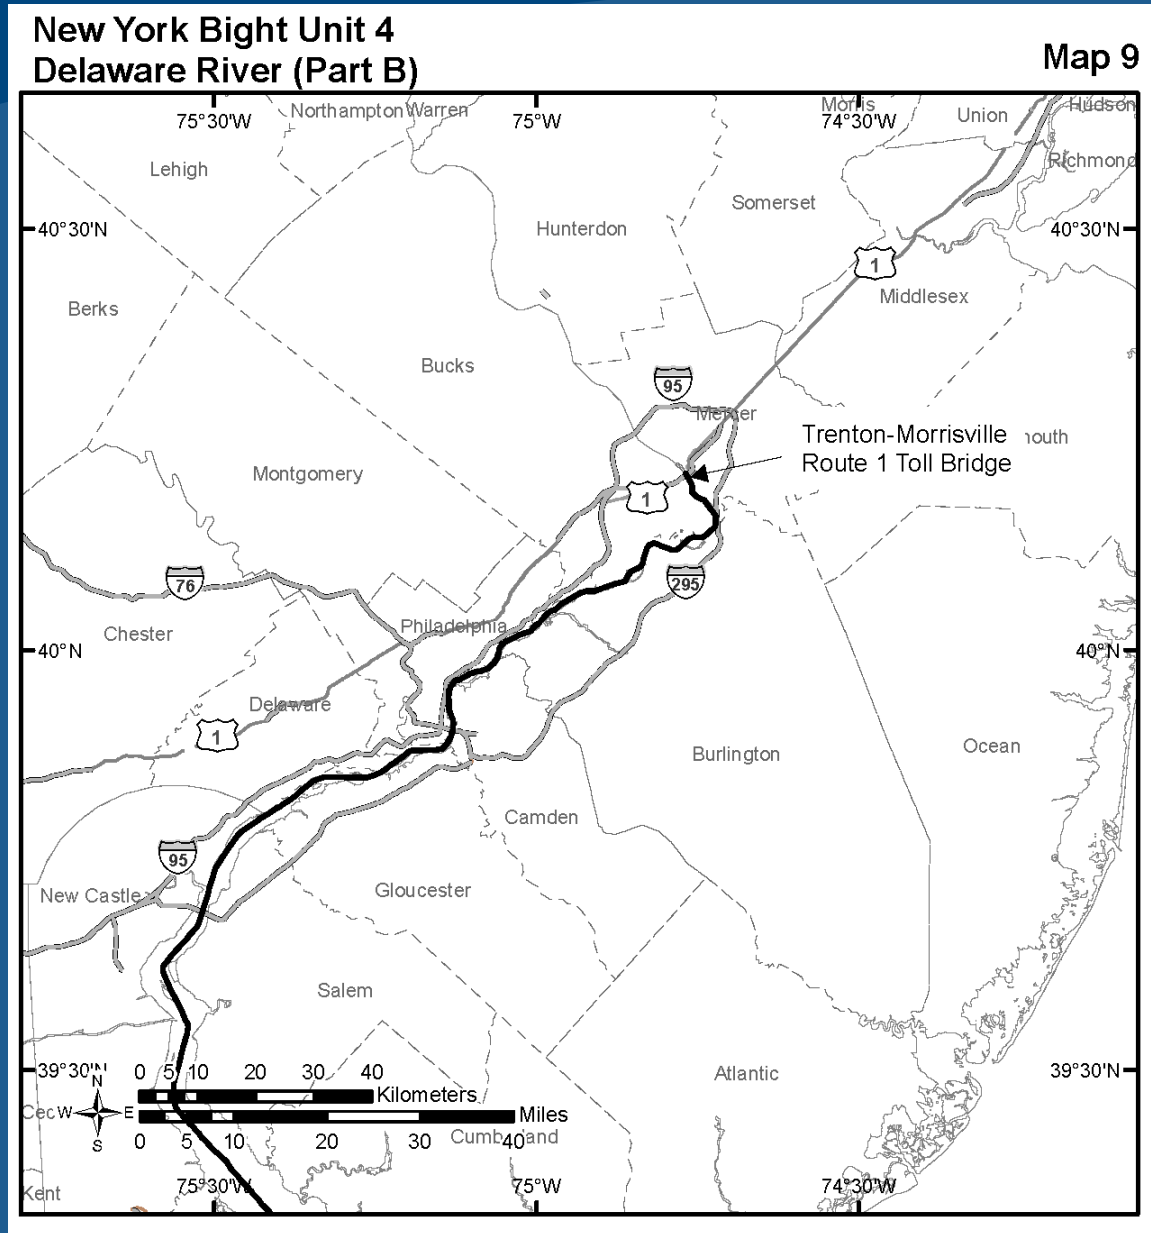 New York Bight Unit 4
Delaware River (Part B)
Map 9
75°30'W
Northampton
Warren
75°W
Morris
74°30'W
Union
Hudson
Richmond
Lehigh
Somerset
Hunterdon
40°30'N
40°30'N
1
Middlesex
Berks
Bucks
95
Mercer
Trenton-Morrisville
Route 1 Toll Bridge
mouth
Montgomery
1
76
295
Chester
Philadelphia
40°N
40°N
Delaware
1
Burlington
Ocean
Camden
95
New Castle
Gloucester
Salem
39°30'N
39°30'N
Atlantic
0 5 10 20 30 40
Kilometers
N
W E
S
Cec
Miles
0 5 10 20 30 40
Cumberland
Kent
75°30'W
75°W
74°30'W